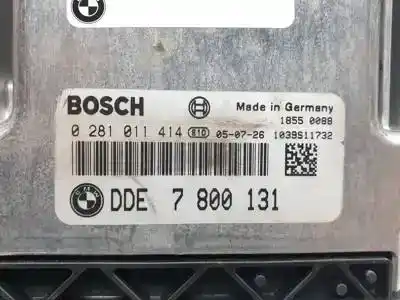 BOSCH
Made in Germany
1855 0088
0 281 011 414 810 05-07-26 1039S11732
DDE 7 800 131